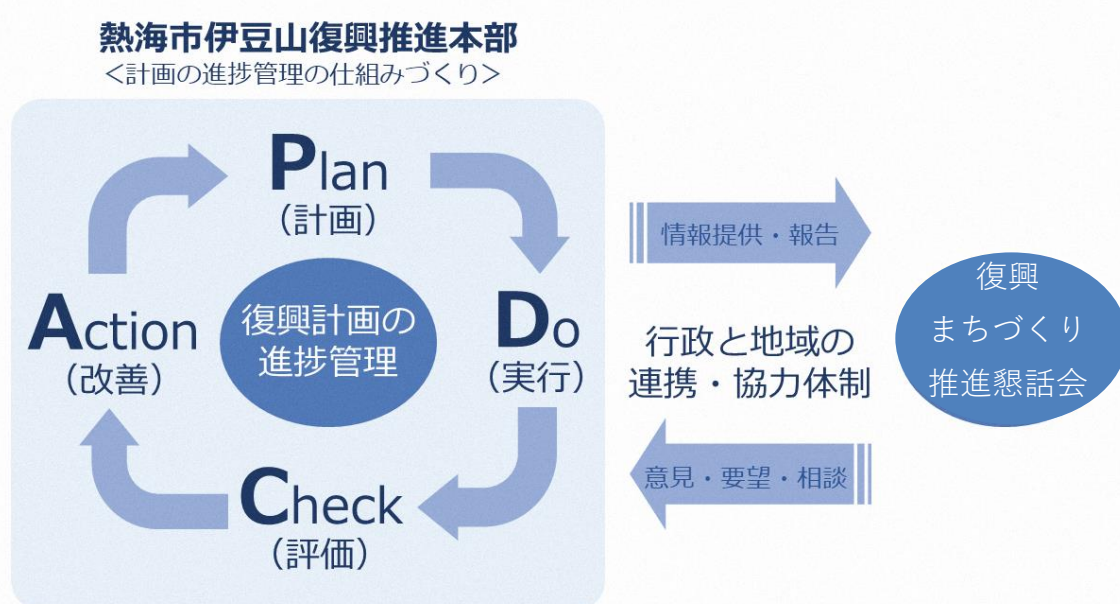 熱海市伊豆山復興推進本部
<計画の進捗管理の仕組みづくり>
Plan
（計画）
Do
（実行）
Check
（評価）
Action
（改善）
復興計画の
進捗管理
情報提供・報告
行政と地域の
連携・協力体制
意見・要望・相談
復興
まちづくり
推進懇話会